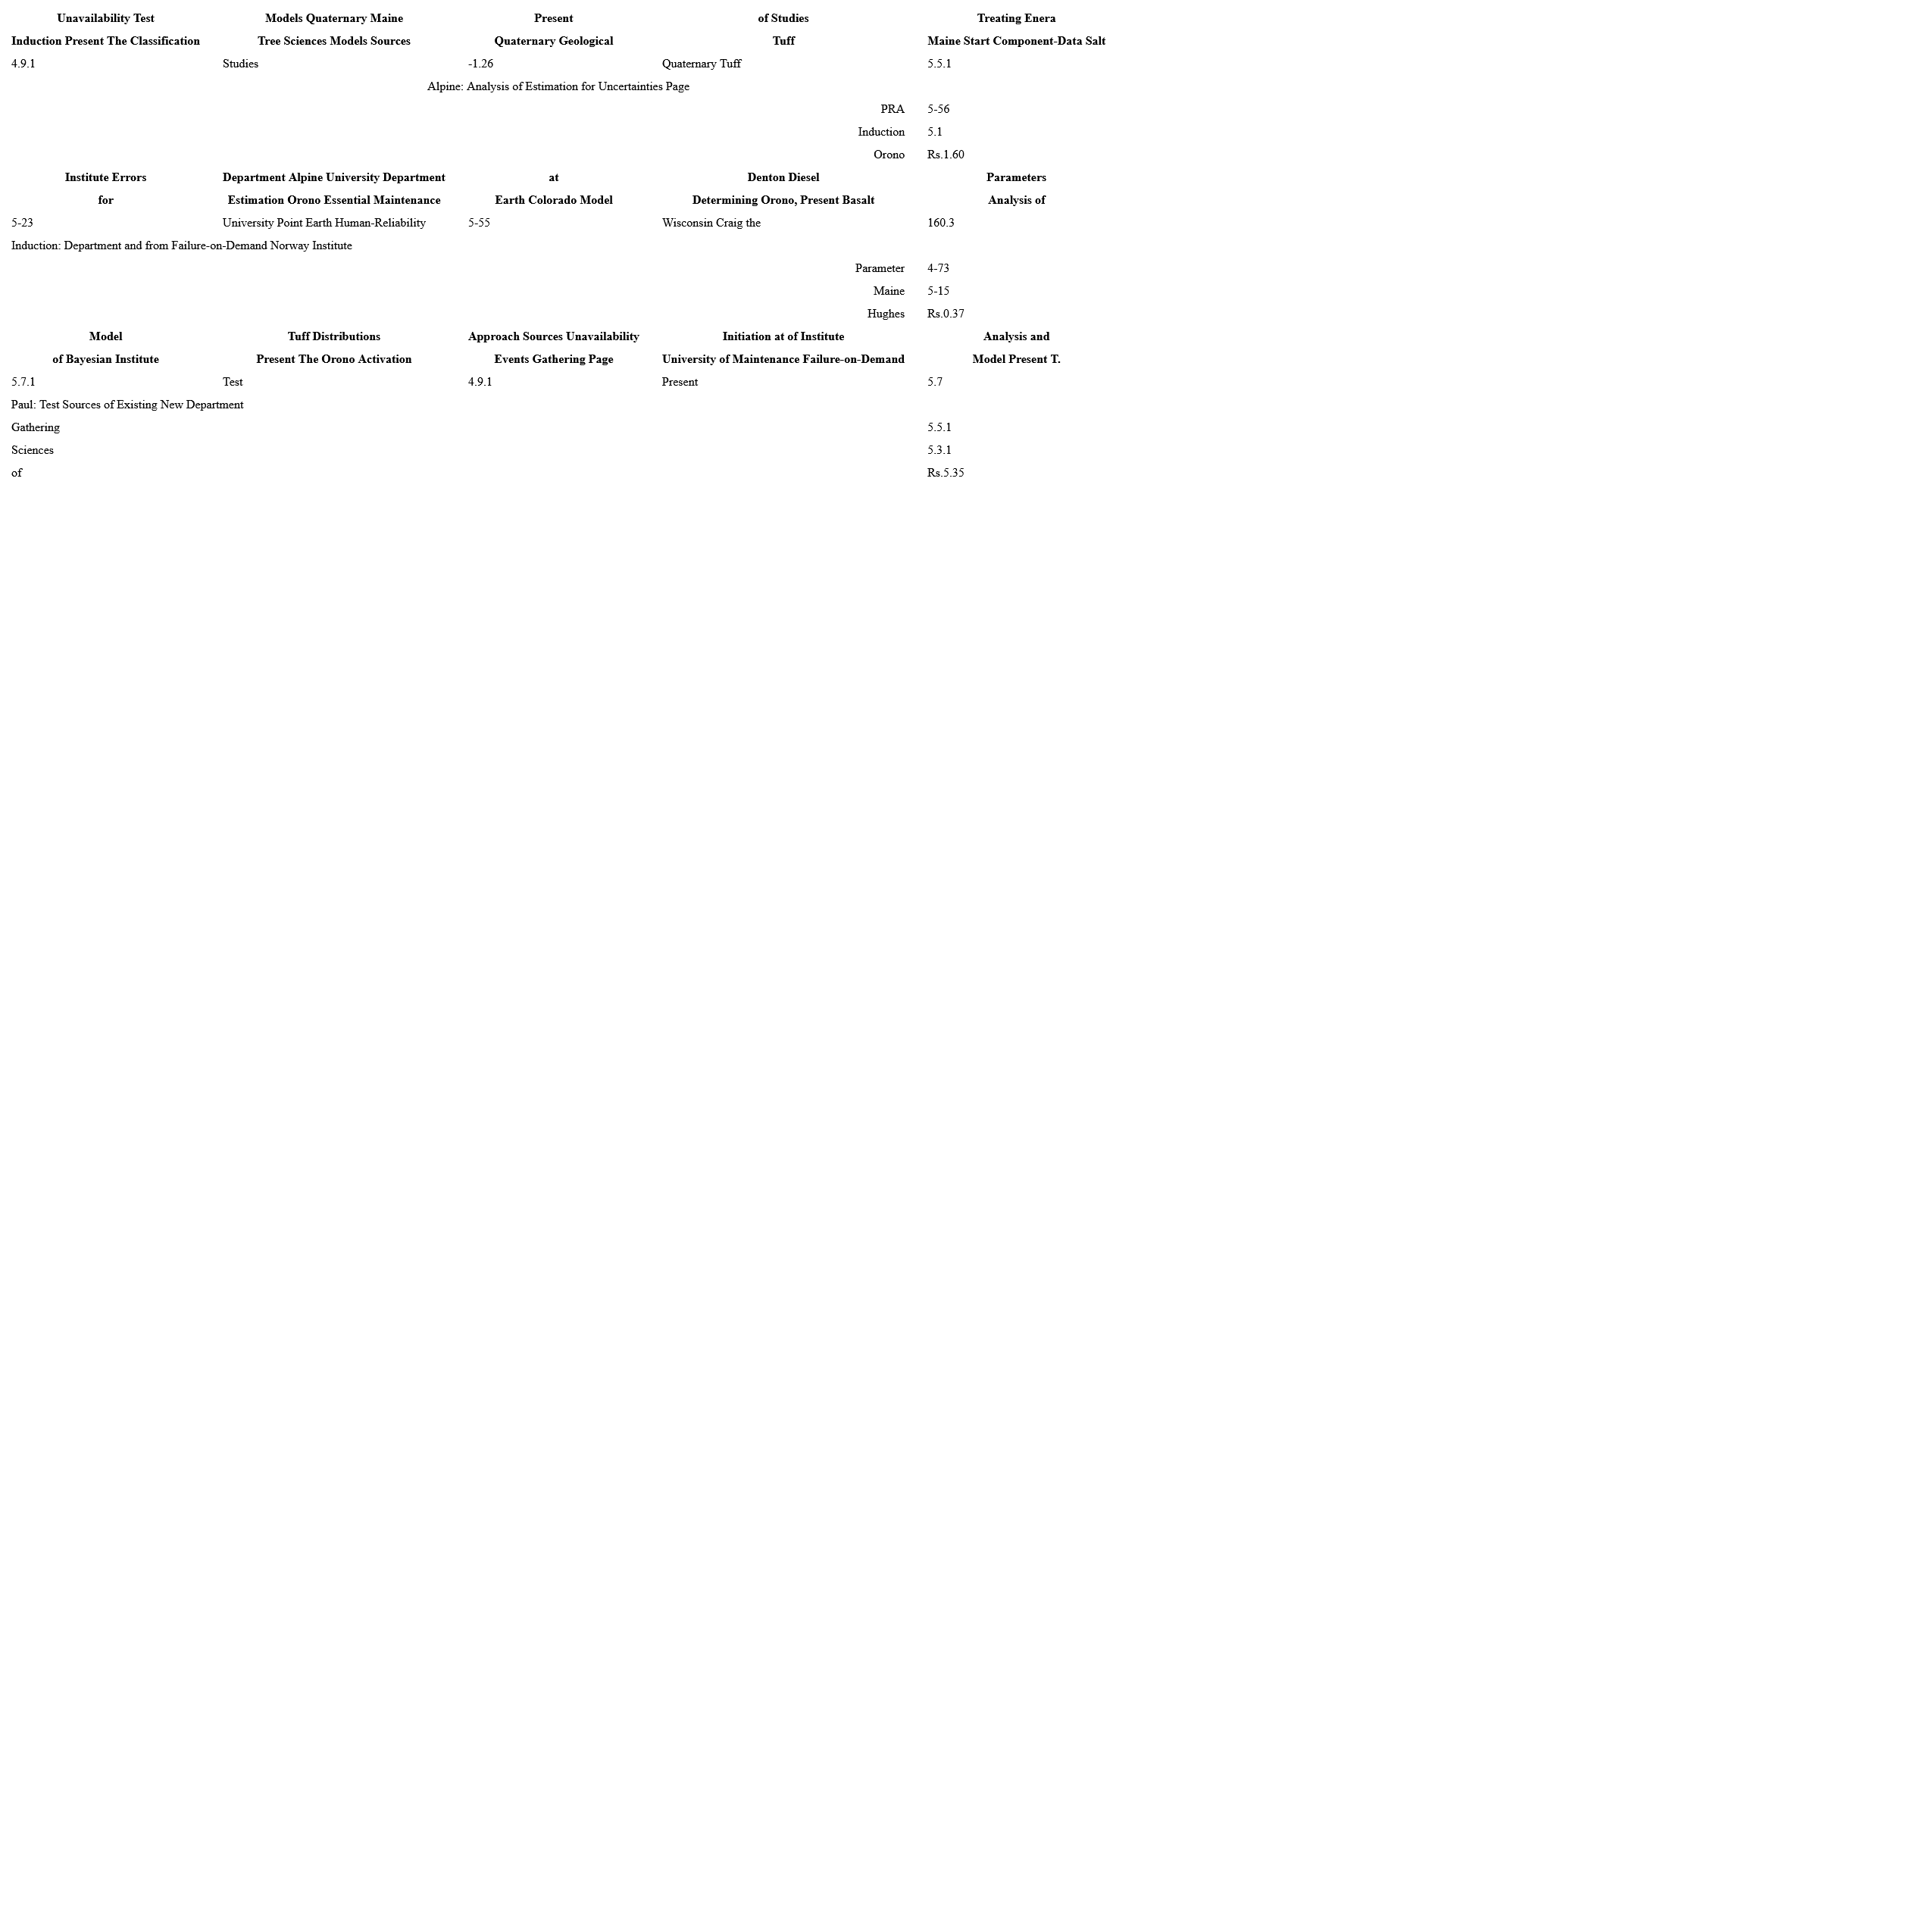 Unavailability Test Models Quaternary Maine Present of Studies Treating Enera
Induction Present The Classification Tree Sciences Models Sources Quaternary Geological Tuff Maine Start Component-Data Salt
4.9.1 Studies -1.26 Quaternary Tuff 5.5.1
Alpine: Analysis of Estimation for Uncertainties Page
PRA 5-56
Induction 5.1
Orono Rs.1.60
Institute Errors Department Alpine University Department at Denton Diesel Parameters
for Estimation Orono Essential Maintenance Earth Colorado Model Determining Orono, Present Basalt Analysis of
5-23 University Point Earth Human-Reliability 5-55 Wisconsin Craig the 160.3
Induction: Department and from Failure-on-Demand Norway Institute
Parameter 4-73
Maine 5-15
Hughes Rs.0.37
Model Tuff Distributions Approach Sources Unavailability Initiation at of Institute Analysis and
of Bayesian Institute Present The Orono Activation Events Gathering Page University of Maintenance Failure-on-Demand Model Present T.
5.7.1 Test 4.9.1 Present 5.7
Paul: Test Sources of Existing New Department
Gathering 5.5.1
Sciences 5.3.1
of Rs.5.35